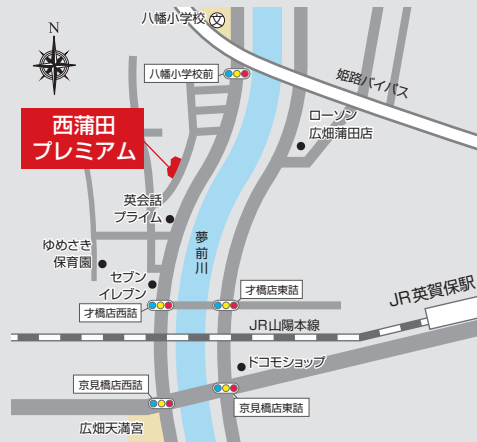 八幡小学校
文
N
八幡小学校前
姫路バイパス
ローソン
広畑蒲田店
西蒲田
プレミアム
英会話
プライム
夢前川
ゆめさき
保育園
セブン
イレブン
才橋店東詰
才橋店西詰
JR英賀保駅
JR山陽本線
ドコモショップ
京見橋店西詰
京見橋店東詰
広畑天満宮